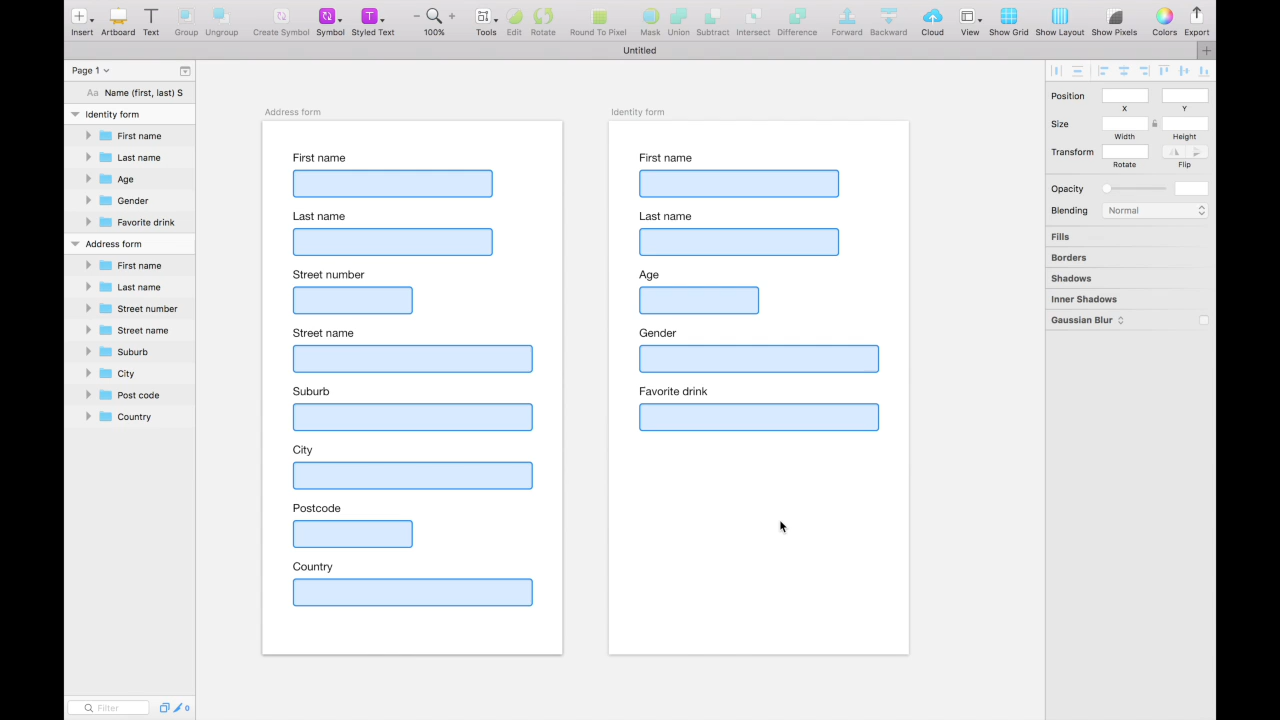 Insert Artboard Text Group Ungroup Create Symbol Symbol Styled Text 100% Tools Edit Rotate Round To Pixel Mask Union Subtract Intersect Difference Forward Backward Cloud View Show Grid Show Layout Show Pixels Colors Export
Untitled
Page 1
Aa Name (first, last) S
Identity form
First name
Last name
Age
Gender
Favorite drink
Address form
First name
Last name
Street number
Street name
Suburb
City
Post code
Country
Filter
0
Address form
First name
Last name
Street number
Street name
Suburb
City
Postcode
Country
Identity form
First name
Last name
Age
Gender
Favorite drink
Position
X Y
Size
Width Height
Transform
Rotate Flip
Opacity
Blending Normal
Fills
Borders
Shadows
Inner Shadows
Gaussian Blur